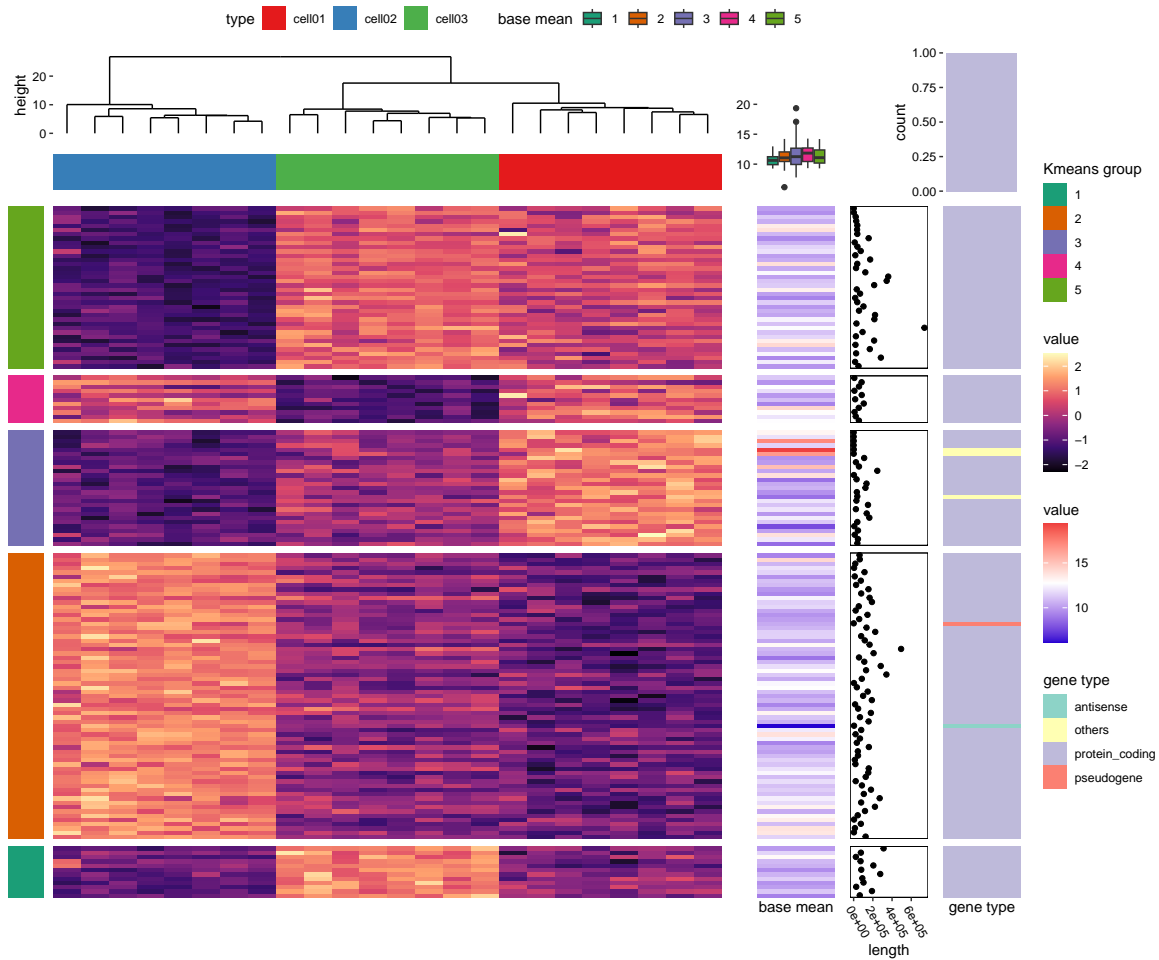 type cell01 cell02 cell03 base mean 1 2 3 4 5
height
20
10
0
20
15
10
count
1.00
0.75
0.50
0.25
0.00
Kmeans group
1
2
3
4
5
value
2
1
0
−1
−2
value
15
10
gene type
antisense
others
protein_coding
pseudogene
base mean
0e+00
2e+05
4e+05
6e+05
length
gene type